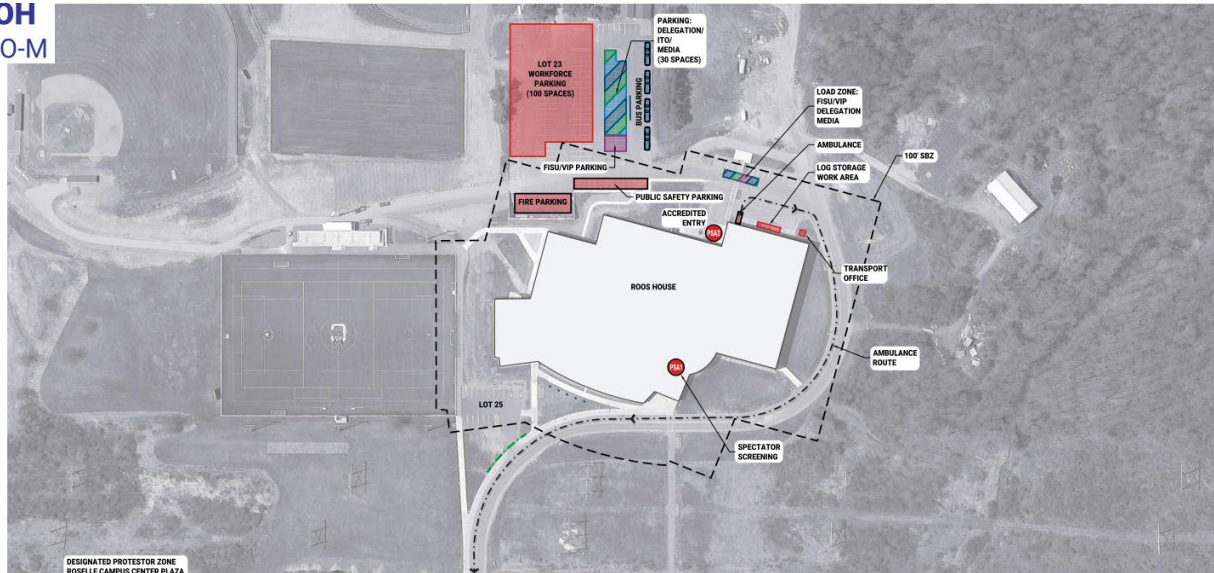 OH
O-M
PARKING:
DELEGATION/
ITO/
MEDIA
(30 SPACES)
LOT 23
WORKFORCE
PARKING
(100 SPACES)
BUS PARKING
LOAD ZONE:
FISU/VIP
DELEGATION
MEDIA
AMBULANCE
100' SBZ
FISU/VIP PARKING
LOG STORAGE
WORK AREA
PUBLIC SAFETY PARKING
FIRE PARKING
ACCREDITED
ENTRY
PSA2
TRANSPORT
OFFICE
ROOS HOUSE
AMBULANCE
ROUTE
PSA1
LOT 25
SPECTATOR
SCREENING
DESIGNATED PROTESTOR ZONE
ROSELLE CAMPUS CENTER PLAZA